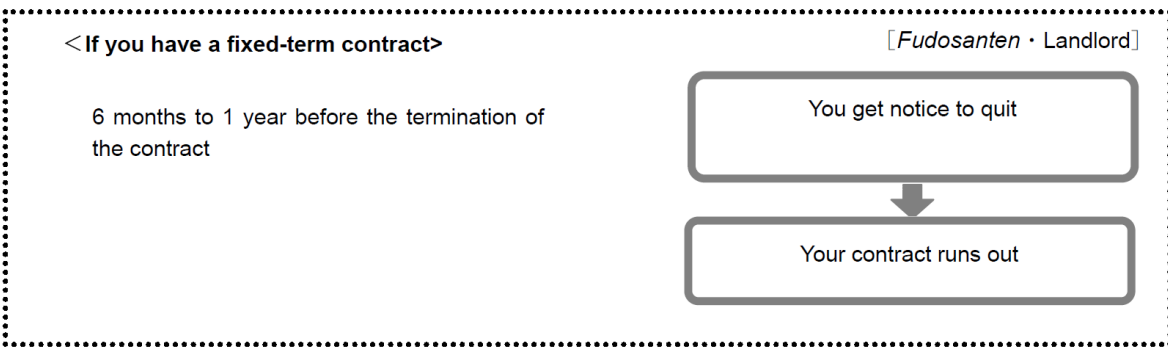 ＜If you have a fixed-term contract>
[Fudosanten・Landlord]
6 months to 1 year before the termination of
the contract
You get notice to quit
Your contract runs out